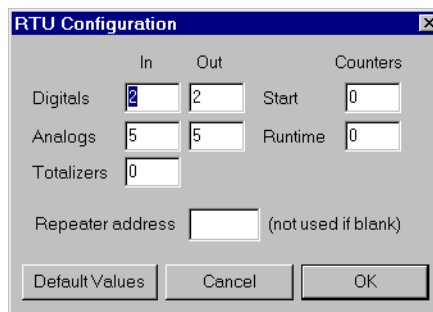 RTU Configuration
In Out Counters
Digitals 2 2 Start 0
Analogs 5 5 Runtime 0
Totalizers 0
Repeater address (not used if blank)
Default Values Cancel OK